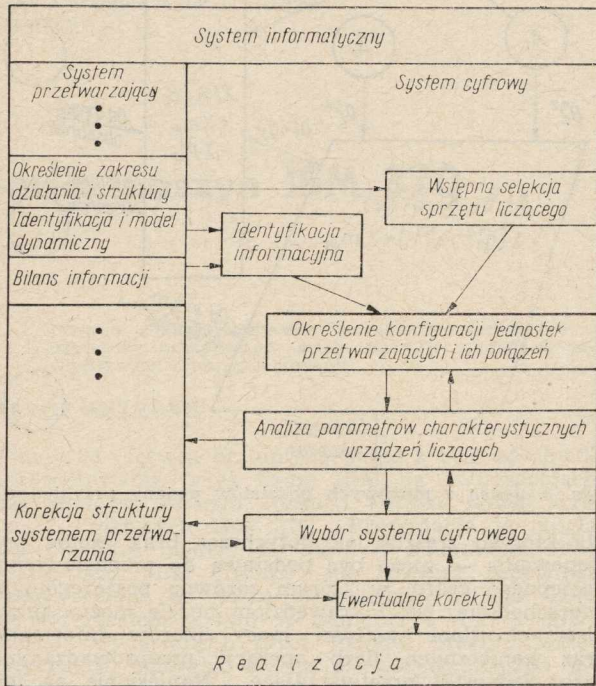 System informatyczny
System
przetwarzający
System cyfrowy
Określenie zakresu
działania i struktury
Wstępna selekcja
sprzętu liczącego
Identyfikacja i model
dynamiczny
Identyfikacja
informacyjna
Bilans informacji
Określenie konfiguracji jednostek
przetwarzających i ich połączeń
Analiza parametrów charakterystycznych
urządzeń liczących
Korekcja struktury
systemem przetwa-
rzania
Wybór systemu cyfrowego
Ewentualne korekty
Realizacja